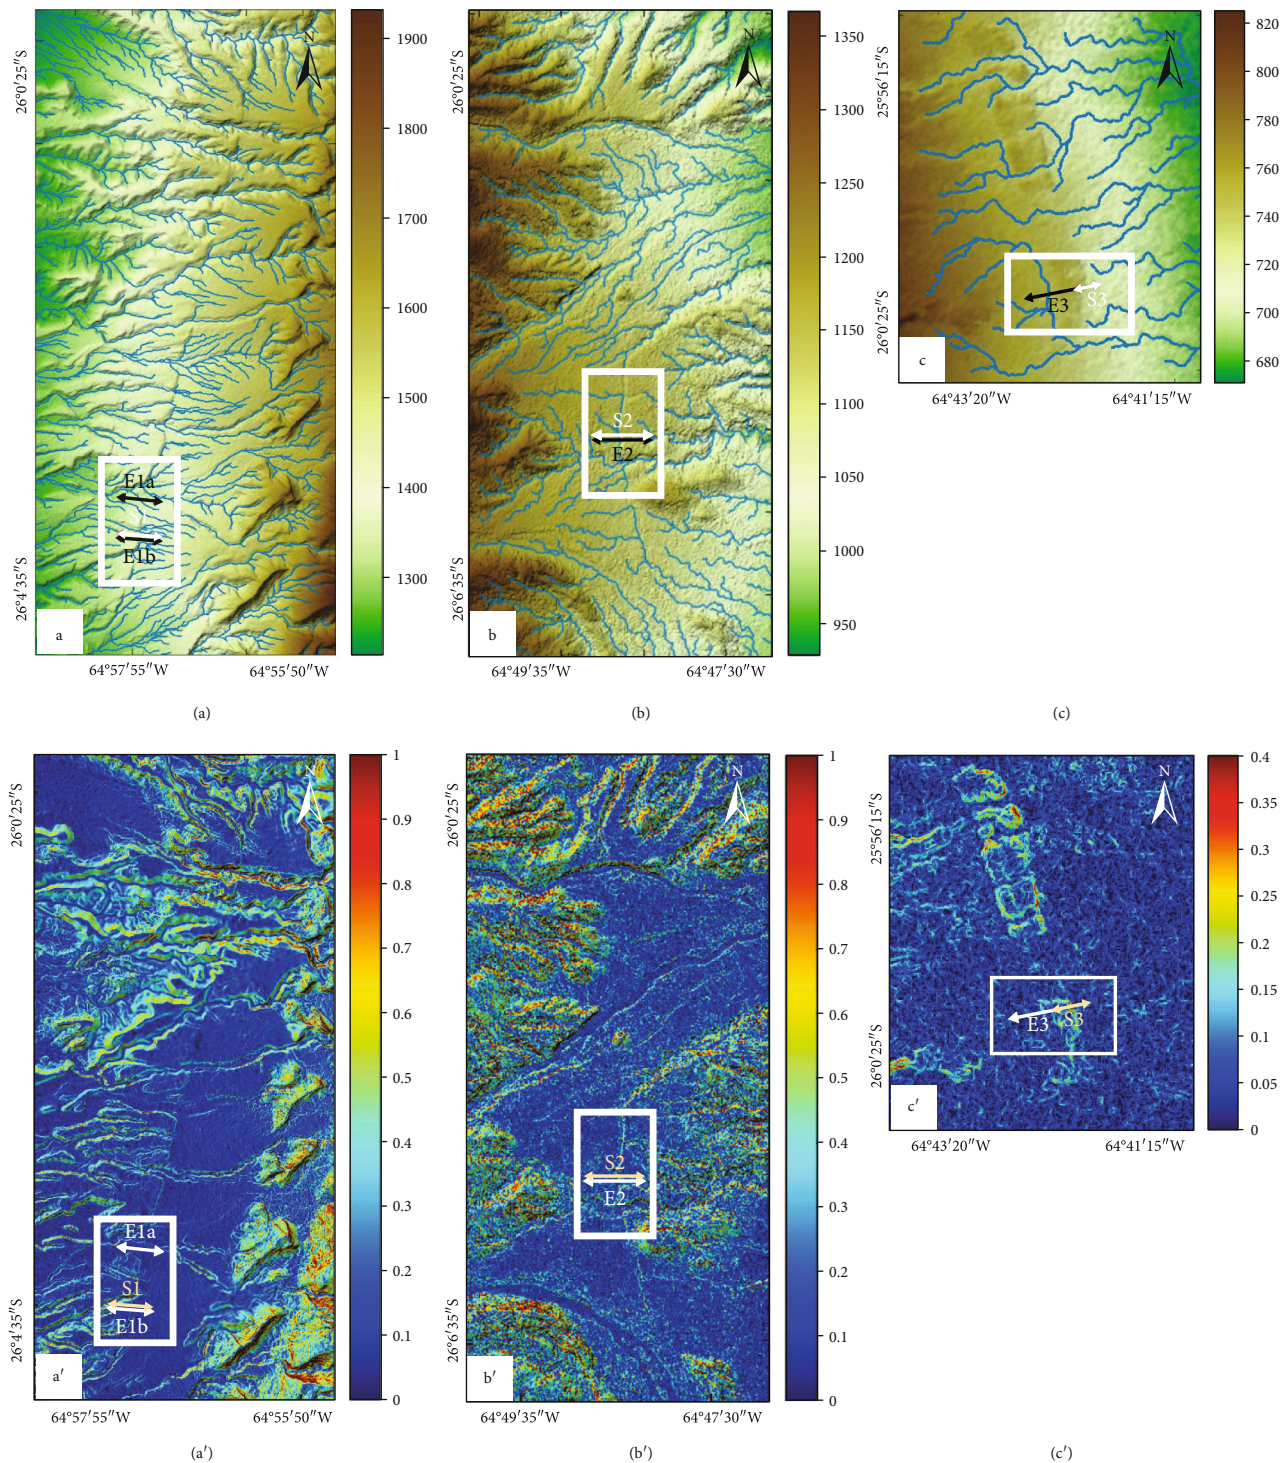 26°0′25″S
26°4′35″S
N
E1a
S1
E1b
a
64°57′55″W
64°55′50″W
1900
1800
1700
1600
1500
1400
1300
(a)
26°0′25″S
26°6′35″S
N
S2
E2
b
64°49′35″W
64°47′30″W
1350
1300
1250
1200
1150
1100
1050
1000
950
(b)
25°56′15″S
26°0′25″S
N
E3
S3
c
64°43′20″W
64°41′15″W
820
800
780
760
740
720
700
680
(c)
26°0′25″S
26°4′35″S
N
E1a
S1
E1b
a′
64°57′55″W
64°55′50″W
1
0.9
0.8
0.7
0.6
0.5
0.4
0.3
0.2
0.1
0
(a′)
26°0′25″S
26°6′35″S
N
S2
E2
b′
64°49′35″W
64°47′30″W
1
0.9
0.8
0.7
0.6
0.5
0.4
0.3
0.2
0.1
0
(b′)
25°56′15″S
26°0′25″S
N
E3
S3
c′
64°43′20″W
64°41′15″W
0.4
0.35
0.3
0.25
0.2
0.15
0.1
0.05
0
(c′)